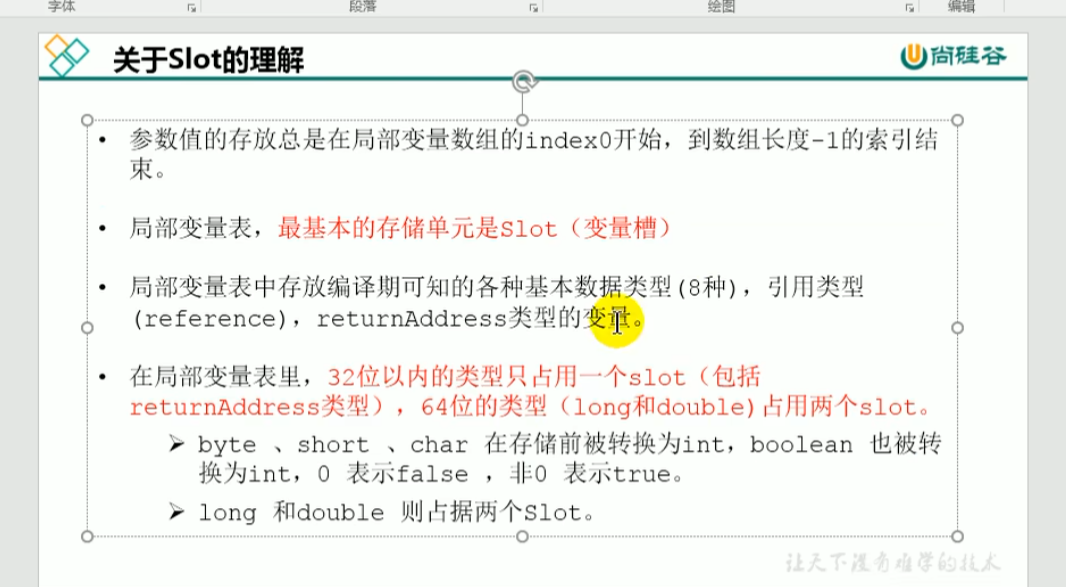 字体 段落 绘图 编辑
关于Slot的理解
尚硅谷
• 参数值的存放总是在局部变量数组的index0开始，到数组长度-1的索引结
束。
• 局部变量表，最基本的存储单元是Slot（变量槽）
• 局部变量表中存放编译期可知的各种基本数据类型(8种)，引用类型
(reference)，returnAddress类型的变量。
• 在局部变量表里，32位以内的类型只占用一个slot（包括
returnAddress类型），64位的类型（long和double)占用两个slot。
➢ byte 、short 、char 在存储前被转换为int，boolean 也被转
换为int，0 表示false ，非0 表示true。
➢ long 和double 则占据两个Slot。
让天下没有难学的技术